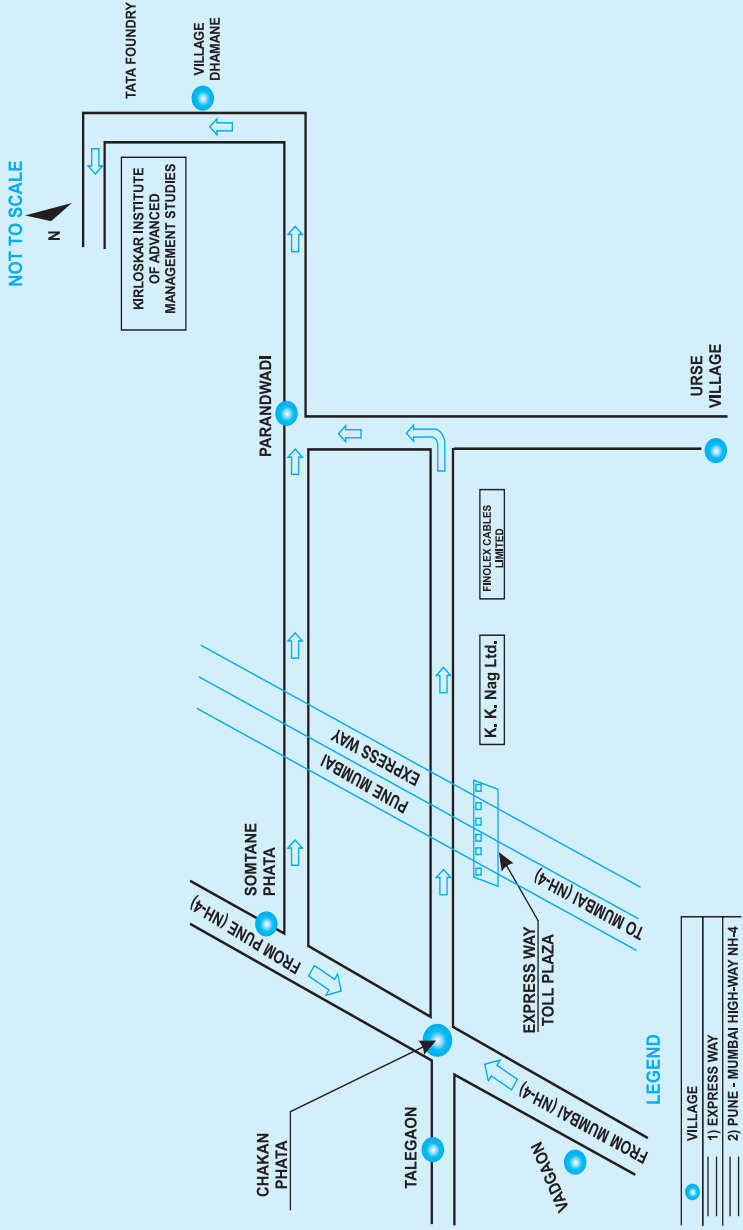 NOT TO SCALE
N
TATA FOUNDRY
VILLAGE
DHAMANE
KIRLOSKAR INSTITUTE
OF ADVANCED
MANAGEMENT STUDIES
PARANDWADI
URSE
VILLAGE
FINOLEX CABLES
LIMITED
K. K. Nag Ltd.
EXPRESS WAY
PUNE MUMBAI
SOMTANE
PHATA
FROM PUNE (NH-4)
TO MUMBAI (NH-4)
EXPRESS WAY
TOLL PLAZA
CHAKAN
PHATA
TALEGAON
VADGAON
FROM MUMBAI (NH-4)
LEGEND
VILLAGE
1) EXPRESS WAY
2) PUNE - MUMBAI HIGH-WAY NH-4